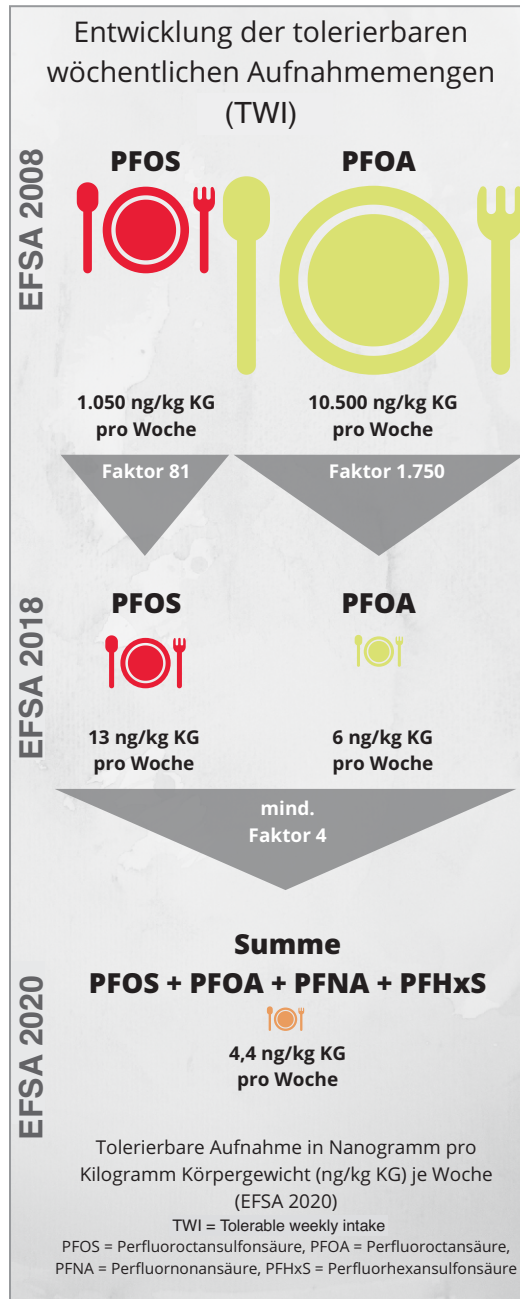 Entwicklung der tolerierbaren
wöchentlichen Aufnahmemengen
(TWI)
EFSA 2008
PFOS
PFOA
1.050 ng/kg KG
pro Woche
10.500 ng/kg KG
pro Woche
Faktor 81
Faktor 1.750
EFSA 2018
PFOS
PFOA
13 ng/kg KG
pro Woche
6 ng/kg KG
pro Woche
mind.
Faktor 4
EFSA 2020
Summe
PFOS + PFOA + PFNA + PFHxS
4,4 ng/kg KG
pro Woche
Tolerierbare Aufnahme in Nanogramm pro
Kilogramm Körpergewicht (ng/kg KG) je Woche
(EFSA 2020)
TWI = Tolerable weekly intake
PFOS = Perfluoroctansulfonsäure, PFOA = Perfluoroctansäure,
PFNA = Perfluornonansäure, PFHxS = Perfluorhexansulfonsäure